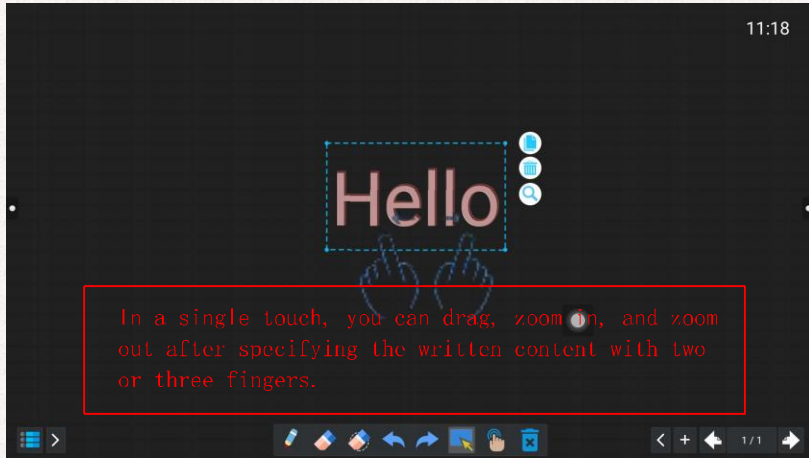 11:18
Hello
In a single touch, you can drag, zoom in, and zoom
out after specifying the written content with two
or three fingers.
1/1